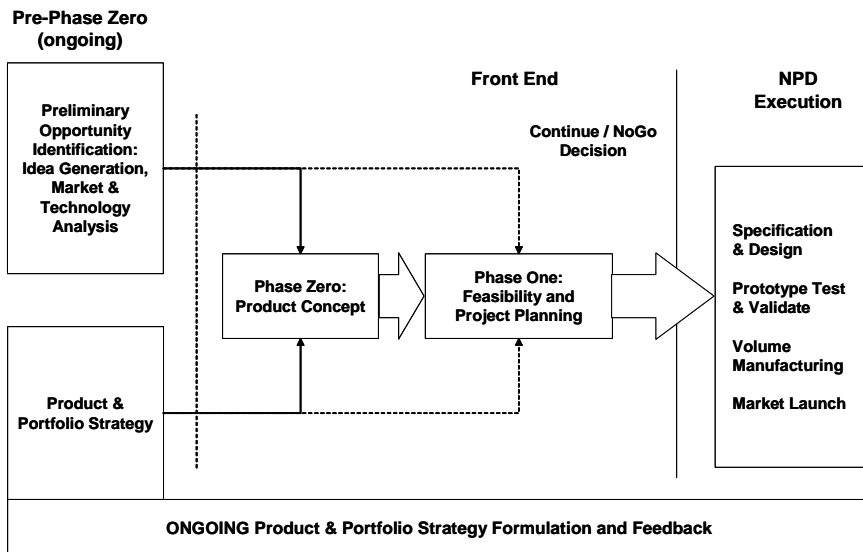 Pre-Phase Zero
(ongoing)
Preliminary
Opportunity
Identification:
Idea Generation,
Market &
Technology
Analysis
Product &
Portfolio Strategy
Front End
Continue / NoGo
Decision
Phase Zero:
Product Concept
Phase One:
Feasibility and
Project Planning
NPD
Execution
Specification
& Design
Prototype Test
& Validate
Volume
Manufacturing
Market Launch
ONGOING Product & Portfolio Strategy Formulation and Feedback